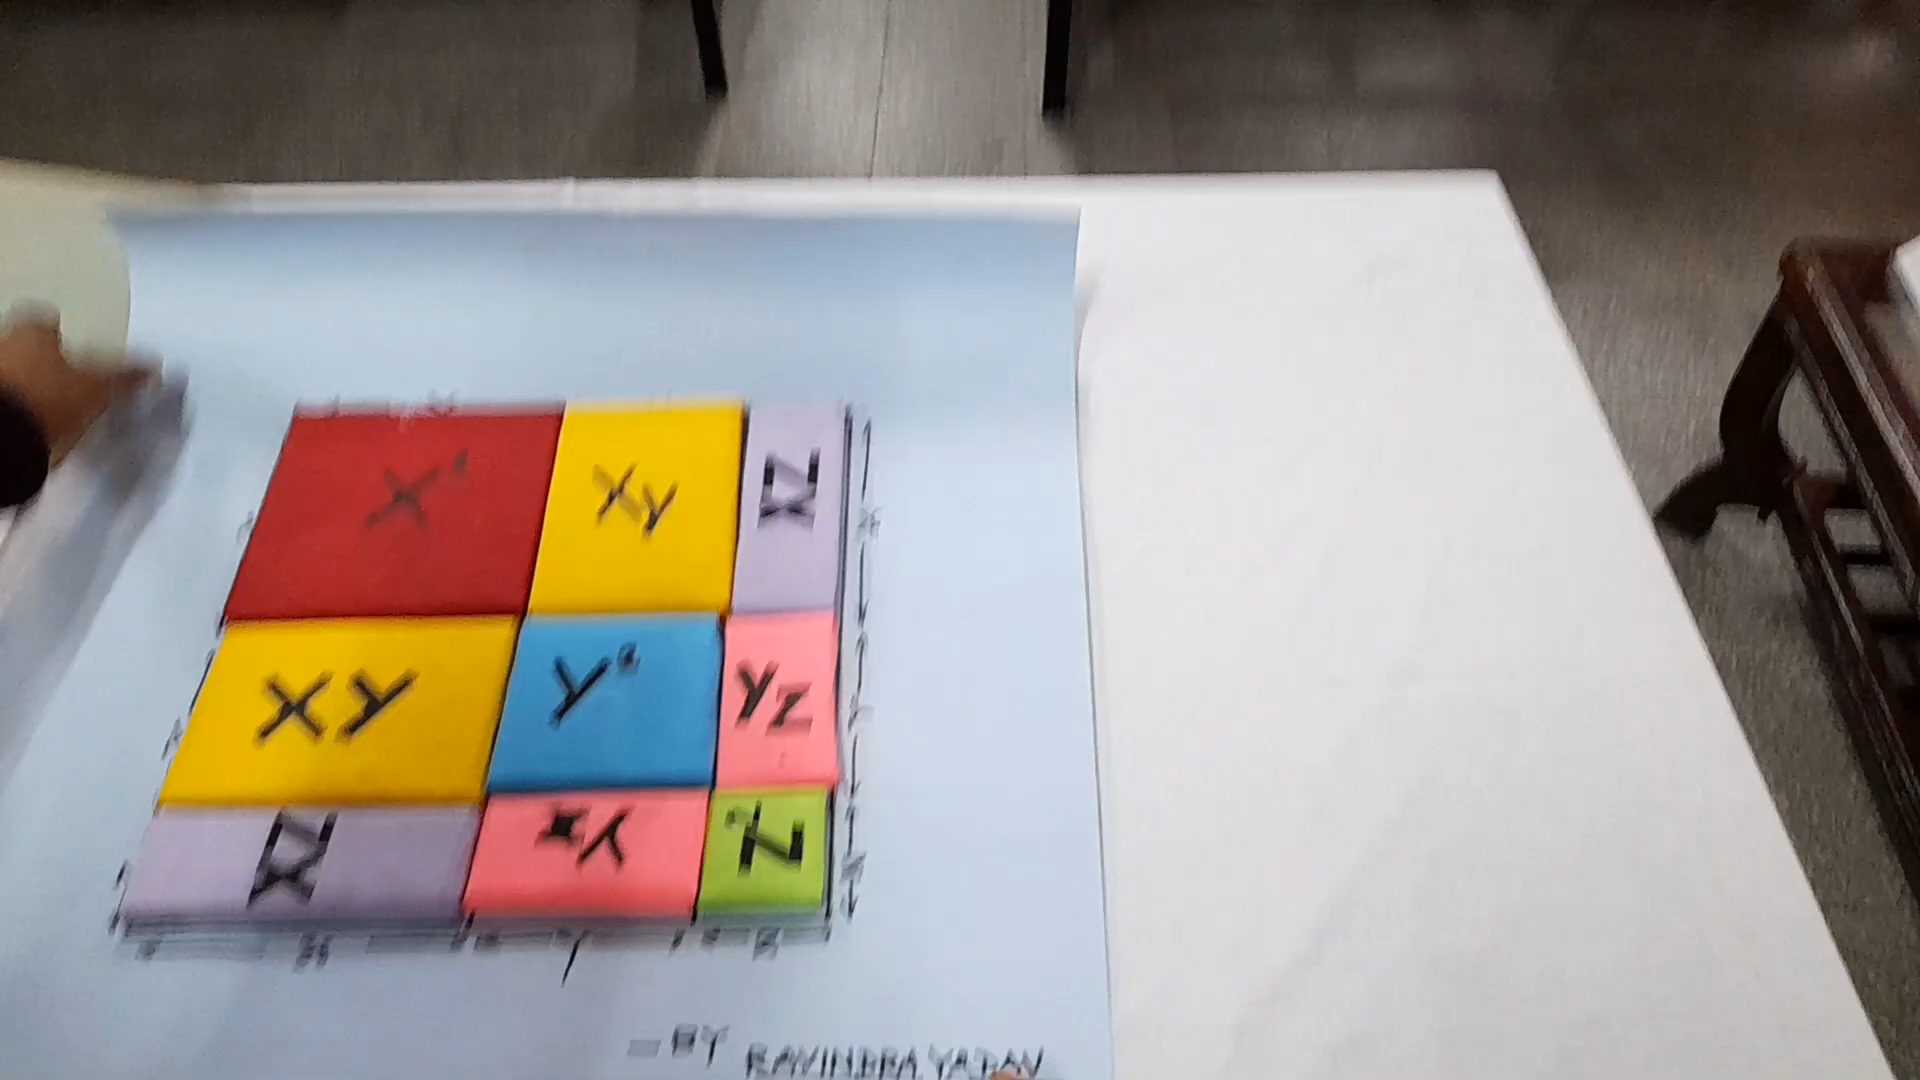 X² Xy XZ
XY Y² Yz
XZ YZ Z²
X Y Z
- BY RAVINDRA YADAV